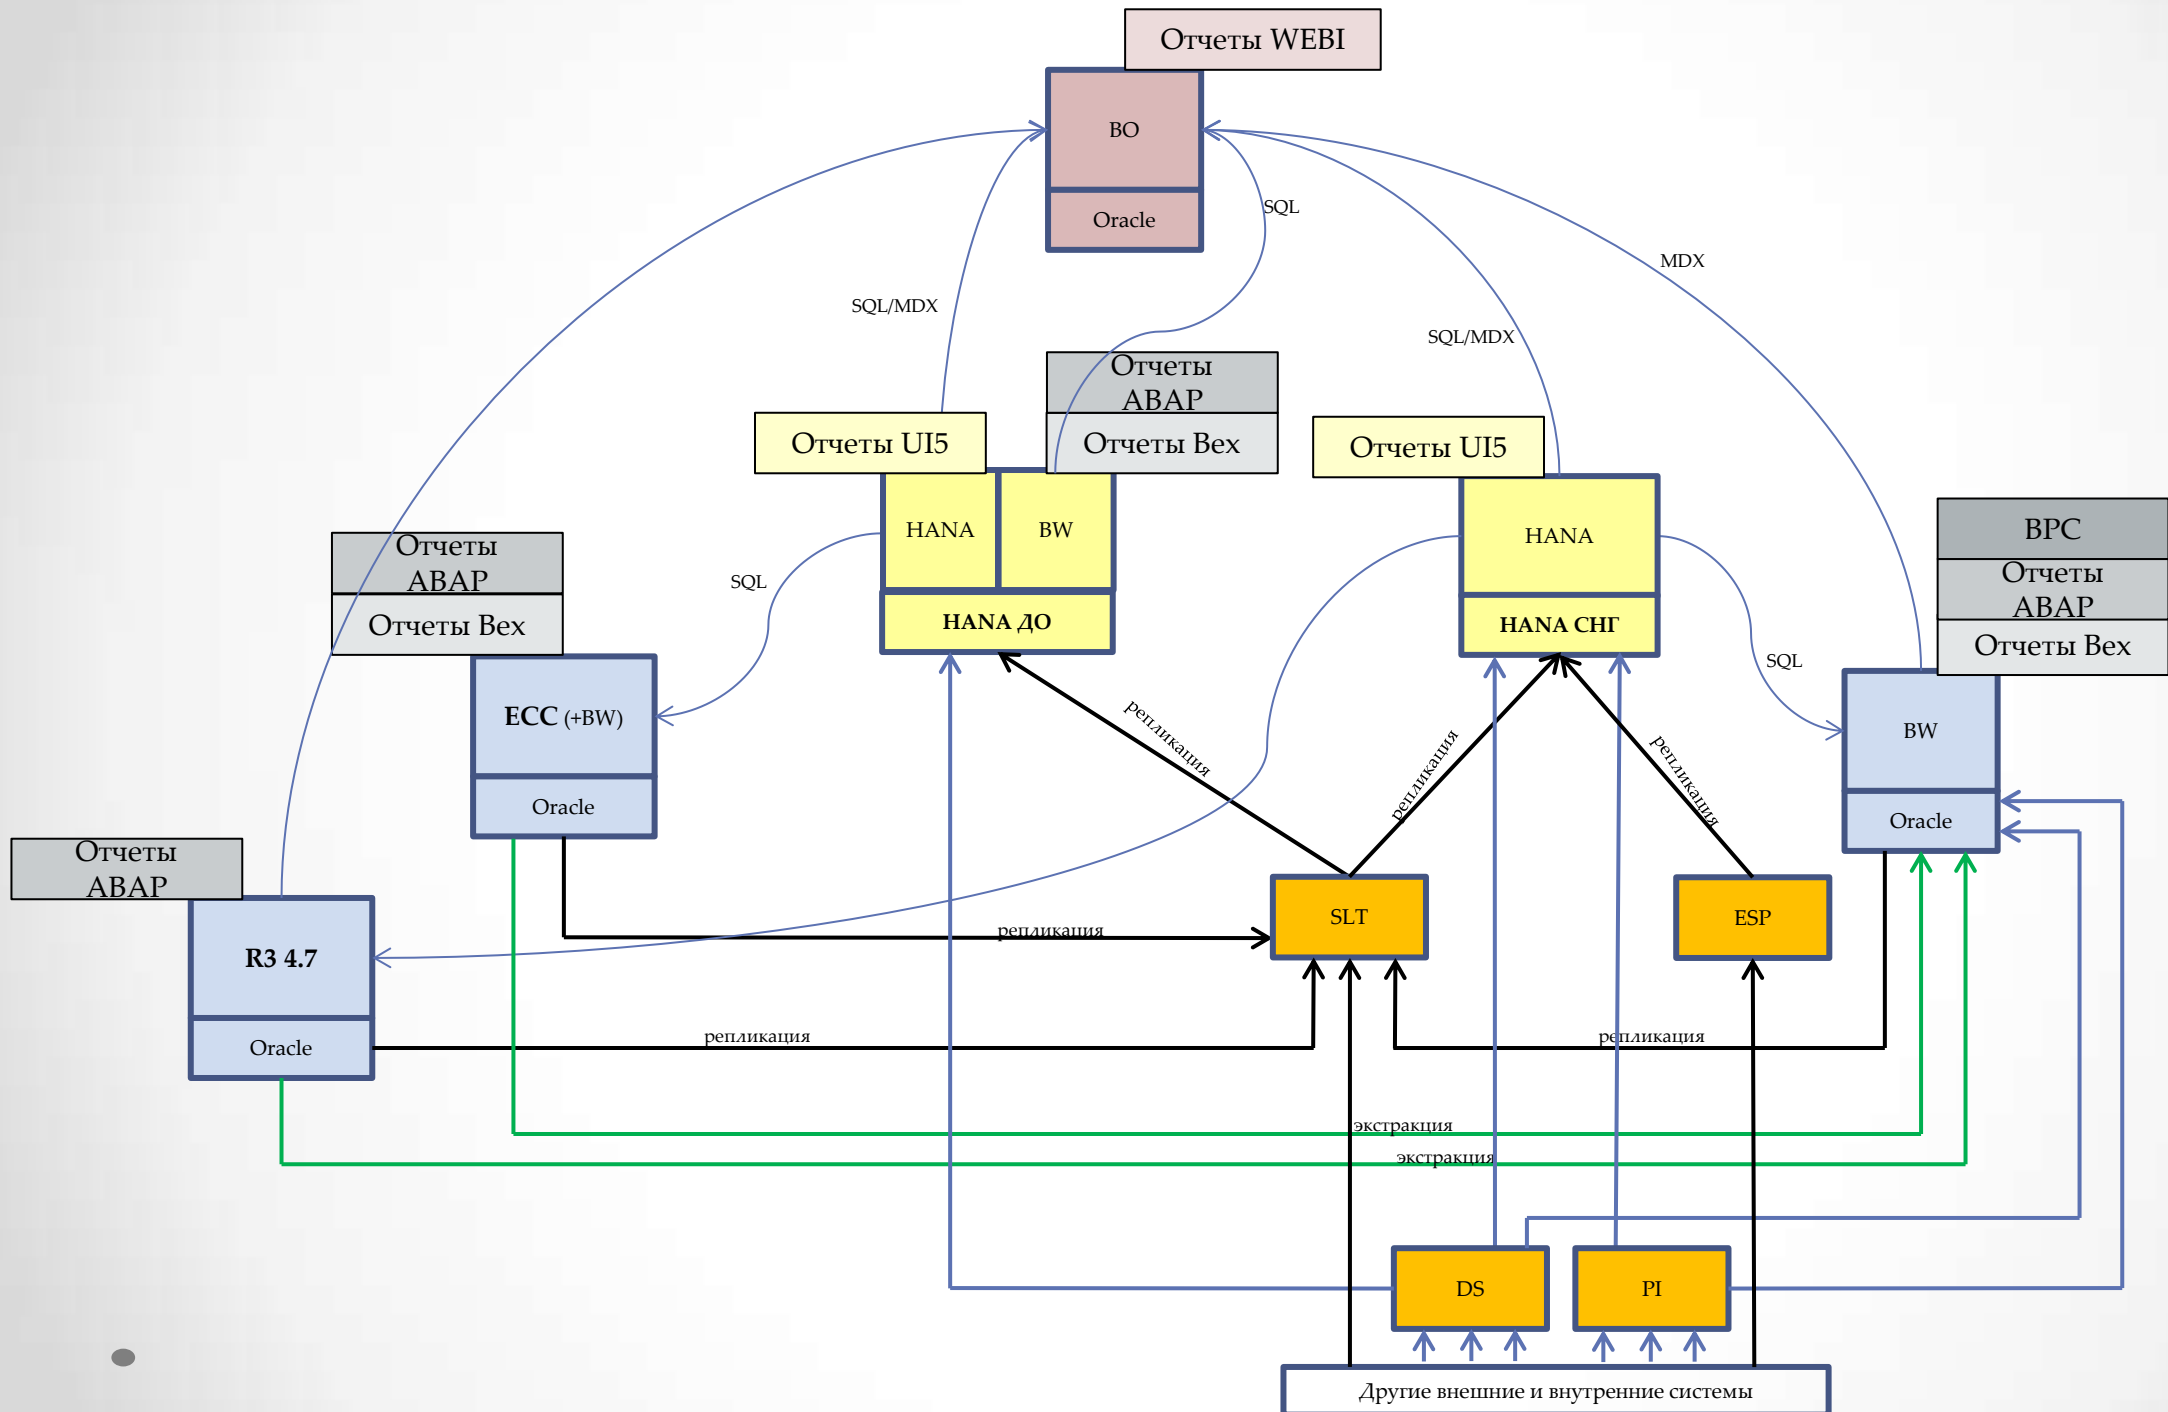 Отчеты WEBI
BO
Oracle
SQL
MDX
SQL/MDX
SQL/MDX
Отчеты
ABAP
Отчеты UI5
Отчеты Bex
Отчеты UI5
HANA
BW
HANA
HANA ДО
HANA СНГ
BPC
Отчеты
ABAP
Отчеты Bex
Отчеты
ABAP
Отчеты Bex
SQL
SQL
ECC (+BW)
Oracle
BW
Oracle
репликация
репликация
репликация
Отчеты
ABAP
R3 4.7
Oracle
SLT
ESP
репликация
репликация
репликация
экстракция
экстракция
DS
PI
Другие внешние и внутренние системы